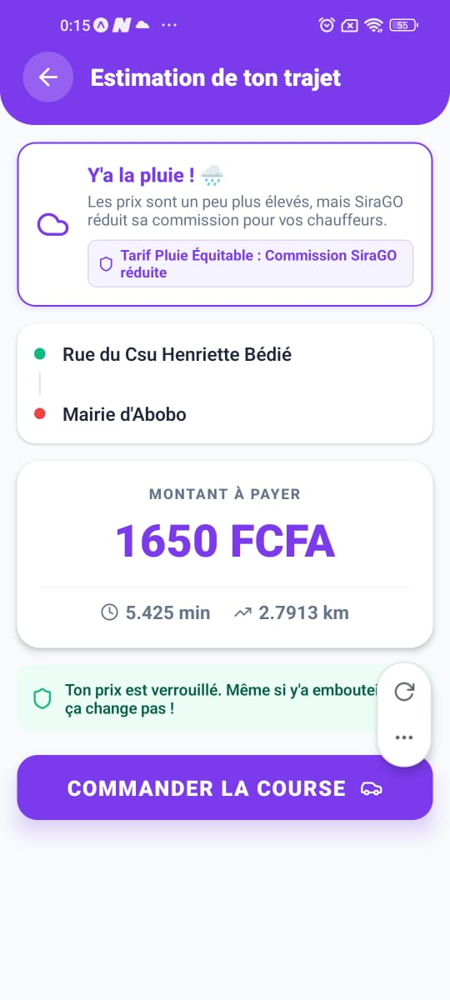 0:15
55
Estimation de ton trajet
Y'a la pluie ! 🌧️
Les prix sont un peu plus élevés, mais SiraGO
réduit sa commission pour vos chauffeurs.
Tarif Pluie Équitable : Commission SiraGO
réduite
Rue du Csu Henriette Bédié
Mairie d'Abobo
MONTANT À PAYER
1650 FCFA
5.425 min 2.7913 km
Ton prix est verrouillé. Même si y'a
ça change pas !
COMMANDER LA COURSE